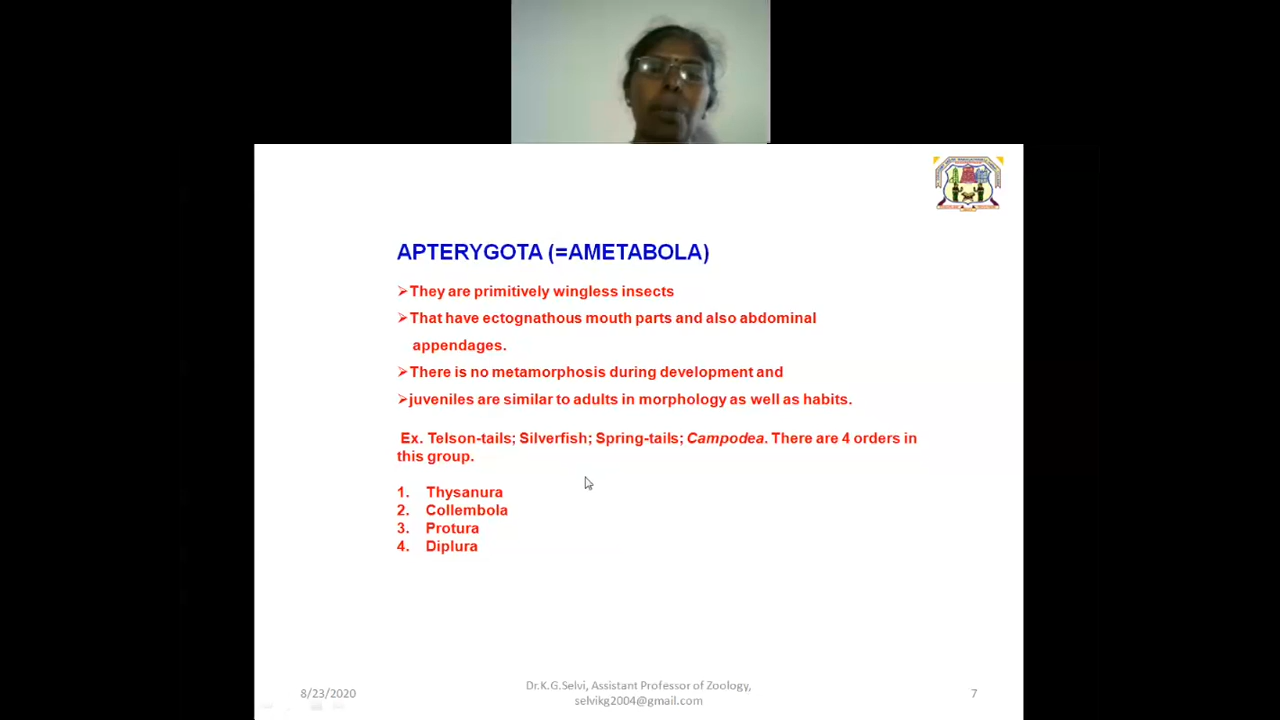 APTERYGOTA (=AMETABOLA)
➢They are primitively wingless insects
➢That have ectognathous mouth parts and also abdominal
appendages.
➢There is no metamorphosis during development and
➢juveniles are similar to adults in morphology as well as habits.
Ex. Telson-tails; Silverfish; Spring-tails; Campodea. There are 4 orders in
this group.
1. Thysanura
2. Collembola
3. Protura
4. Diplura
8/23/2020
Dr.K.G.Selvi, Assistant Professor of Zoology,
selvikg2004@gmail.com
7